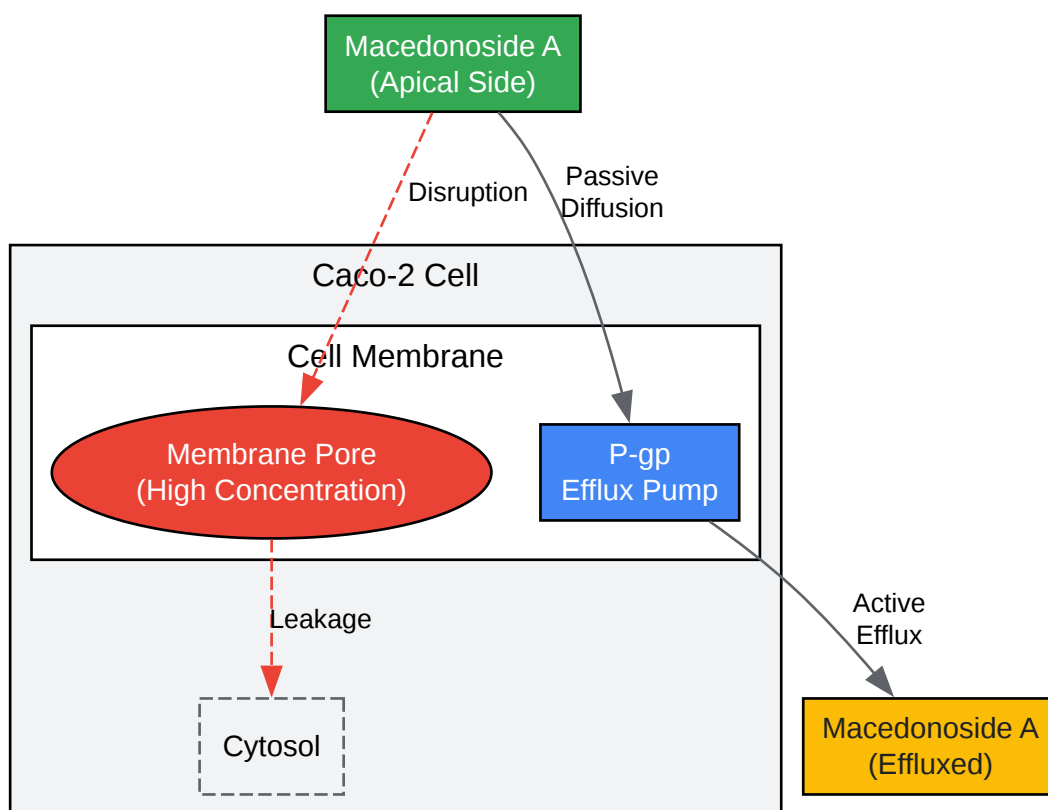 Macedonoside A
(Apical Side)
Disruption
Passive
Diffusion
Caco-2 Cell
Cell Membrane
Membrane Pore
(High Concentration)
P-gp
Efflux Pump
Leakage
Active
Efflux
Cytosol
Macedonoside A
(Effluxed)